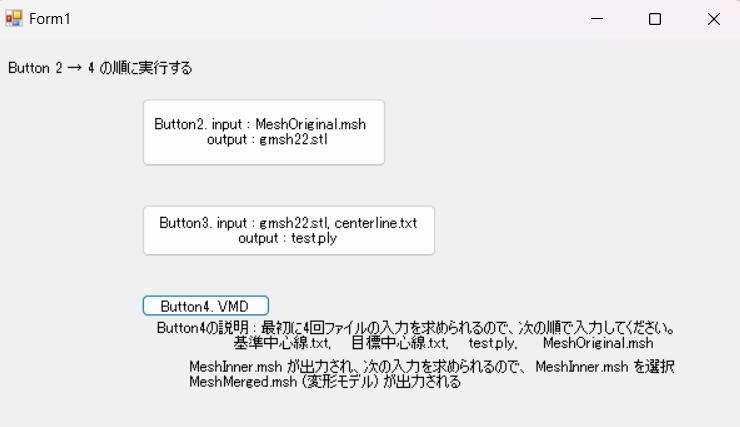 Form1
Button 2 → 4 の順に実行する
Button2. input : MeshOriginal.msh
output : gmsh22.stl
Button3. input : gmsh22.stl, centerline.txt
output : test.ply
Button4. VMD
Button4の説明 : 最初に4回ファイルの入力を求められるので、次の順で入力してください。
基準中心線.txt, 目標中心線.txt, test.ply, MeshOriginal.msh
MeshInner.msh が出力され、次の入力を求められるので、 MeshInner.msh を選択
MeshMerged.msh (変形モデル) が出力される